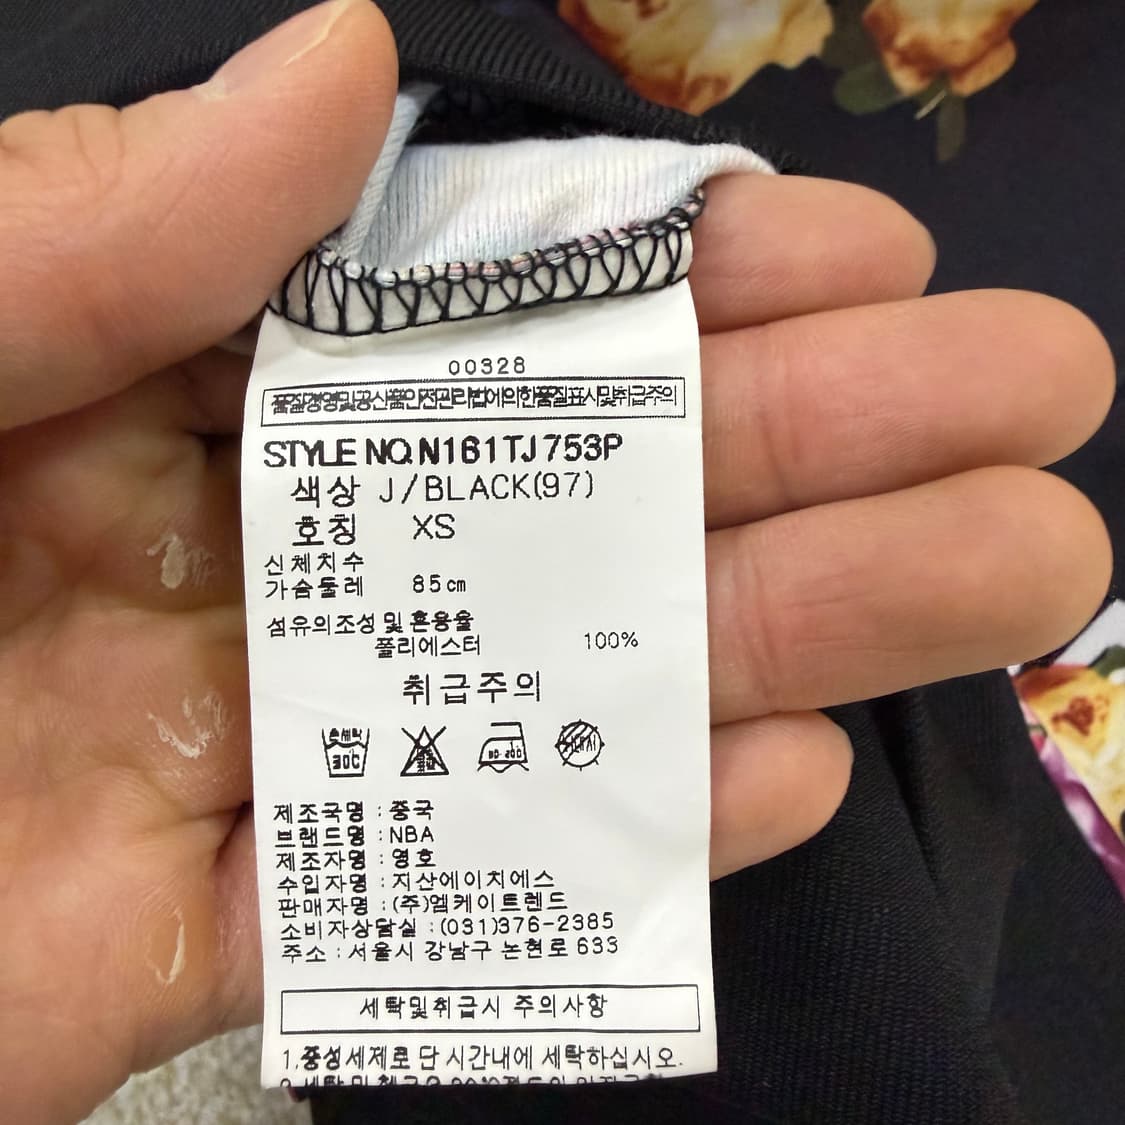 00328
품질경영및공산품안전관리법에의한품질표시및취급주의
STYLE NO.N161TJ753P
색상 J/BLACK(97)
호칭 XS
신체치수
가슴둘레 85cm
섬유의조성 및 혼용율
폴리에스터 100%
취급주의
손세탁
30℃
제조국명 : 중국
브랜드명 : NBA
제조자명 : 영호
수입자명 : 지산에이치에스
판매자명 : (주)엠케이트렌드
소비자상담실 : (031)376-2385
주소 : 서울시 강남구 논현로 633
세탁및취급시 주의사항
1.중성세제로 단시간내에 세탁하십시오.